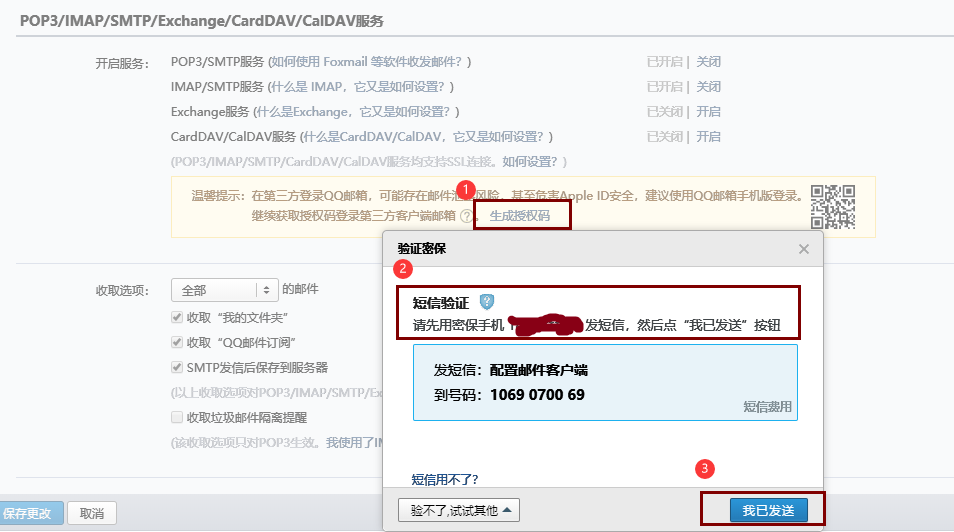 POP3/IMAP/SMTP/Exchange/CardDAV/CalDAV服务
开启服务： POP3/SMTP服务 (如何使用 Foxmail 等软件收发邮件？) 已开启 | 关闭
IMAP/SMTP服务 (什么是 IMAP，它又是如何设置？) 已开启 | 关闭
Exchange服务 (什么是Exchange，它又是如何设置？) 已关闭 | 开启
CardDAV/CalDAV服务 (什么是CardDAV/CalDAV，它又是如何设置？) 已关闭 | 开启
(POP3/IMAP/SMTP/CardDAV/CalDAV服务均支持SSL连接。如何设置？)
1
温馨提示：在第三方登录QQ邮箱，可能存在邮件泄 风险，甚至危害Apple ID安全，建议使用QQ邮箱手机版登录。
继续获取授权码登录第三方客户端邮箱 ? 。 生成授权码
验证密保 ×
2
短信验证 ?
请先用密保手机 发短信，然后点“我已发送”按钮
发短信：配置邮件客户端
到号码：1069 0700 69
短信费用
短信用不了？
3
验不了,试试其他 我已发送
收取选项： 全部 的邮件
收取“我的文件夹”
收取“QQ邮件订阅”
SMTP发信后保存到服务器
(以上收取选项对POP3/IMAP/SMTP/Ex
收取垃圾邮件隔离提醒
(该收取选项只对POP3生效。我使用了IM
保存更改 取消